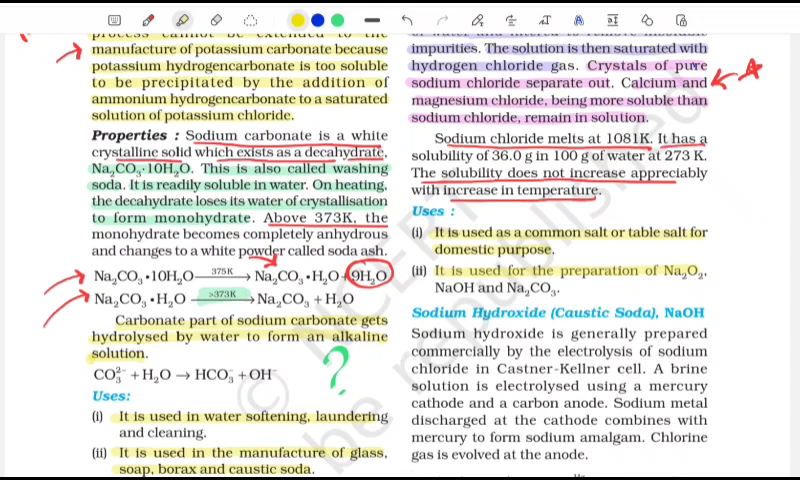 process cannot be extended to the
manufacture of potassium carbonate because
potassium hydrogencarbonate is too soluble
to be precipitated by the addition of
ammonium hydrogencarbonate to a saturated
solution of potassium chloride.
Properties : Sodium carbonate is a white
crystalline solid which exists as a decahydrate,
Na₂CO₃·10H₂O. This is also called washing
soda. It is readily soluble in water. On heating,
the decahydrate loses its water of crystallisation
to form monohydrate. Above 373K, the
monohydrate becomes completely anhydrous
and changes to a white powder called soda ash.
Na₂CO₃·10H₂O —375K→ Na₂CO₃·H₂O+9H₂O
Na₂CO₃·H₂O —>373K→ Na₂CO₃+H₂O
Carbonate part of sodium carbonate gets
hydrolysed by water to form an alkaline
solution.
CO₃²⁻ + H₂O → HCO₃⁻ + OH⁻
?
Uses:
(i) It is used in water softening, laundering
and cleaning.
(ii) It is used in the manufacture of glass,
soap, borax and caustic soda.
impurities. The solution is then saturated with
hydrogen chloride gas. Crystals of pure
sodium chloride separate out. Calcium and
magnesium chloride, being more soluble than
sodium chloride, remain in solution.
Sodium chloride melts at 1081K. It has a
solubility of 36.0 g in 100 g of water at 273 K.
The solubility does not increase appreciably
with increase in temperature.
Uses :
(i) It is used as a common salt or table salt for
domestic purpose.
(ii) It is used for the preparation of Na₂O₂,
NaOH and Na₂CO₃.
Sodium Hydroxide (Caustic Soda), NaOH
Sodium hydroxide is generally prepared
commercially by the electrolysis of sodium
chloride in Castner-Kellner cell. A brine
solution is electrolysed using a mercury
cathode and a carbon anode. Sodium metal
discharged at the cathode combines with
mercury to form sodium amalgam. Chlorine
gas is evolved at the anode.
© NCERT
be republished